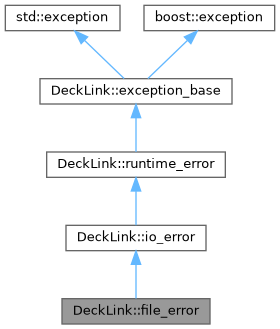 std::exception
boost::exception
DeckLink::exception_base
DeckLink::runtime_error
DeckLink::io_error
DeckLink::file_error